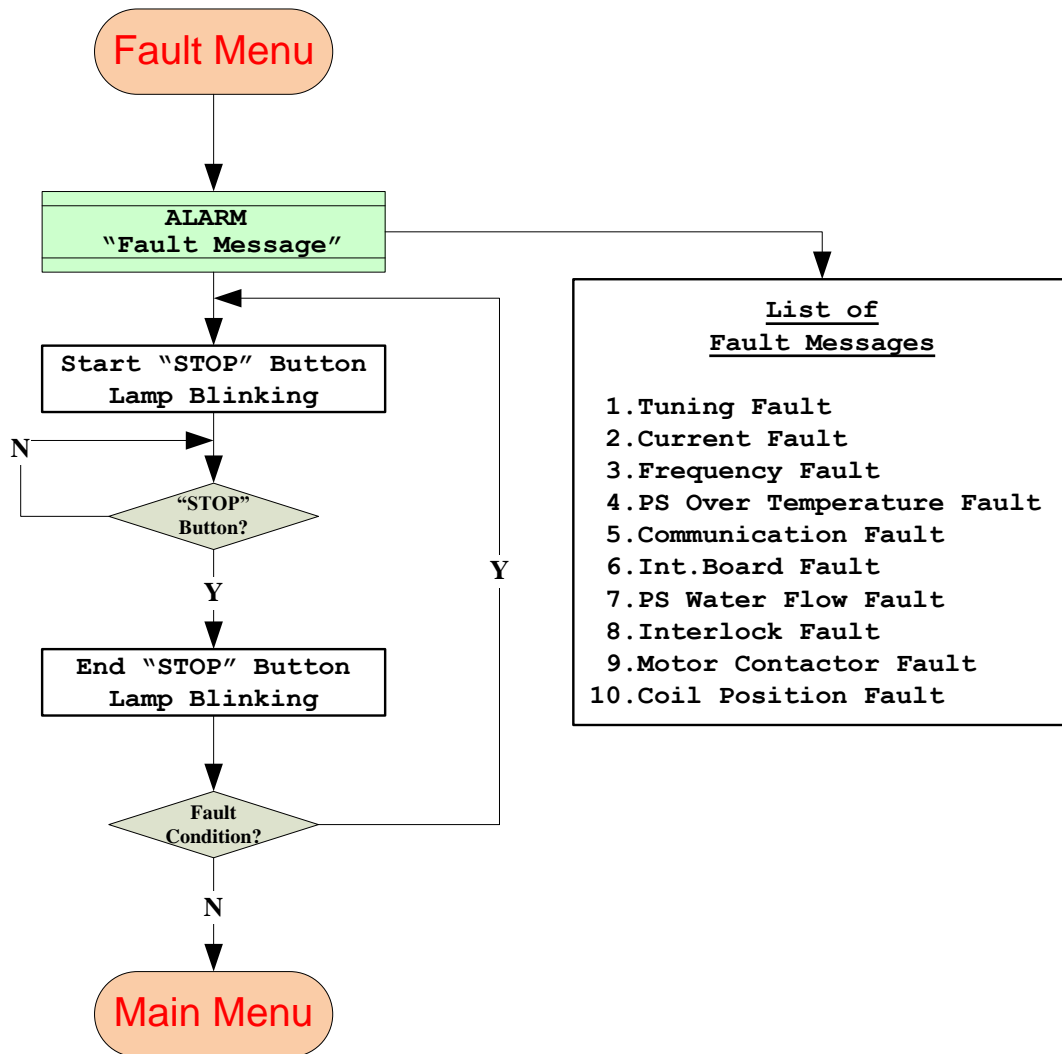 Fault Menu
ALARM
“Fault Message”
List of
Fault Messages
1.Tuning Fault
2.Current Fault
3.Frequency Fault
4.PS Over Temperature Fault
5.Communication Fault
6.Int.Board Fault
7.PS Water Flow Fault
8.Interlock Fault
9.Motor Contactor Fault
10.Coil Position Fault
Start “STOP” Button
Lamp Blinking
N
“STOP”
Button?
Y
Y
End “STOP” Button
Lamp Blinking
Fault
Condition?
N
Main Menu